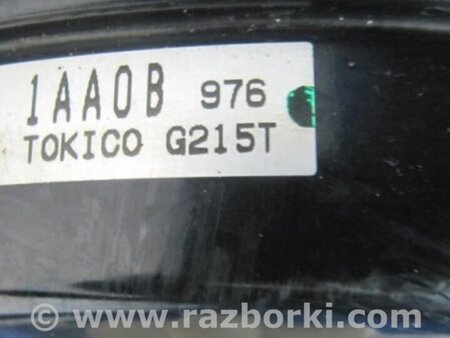 1AA0B 976
TOKICO G215T
© www.razborki.com